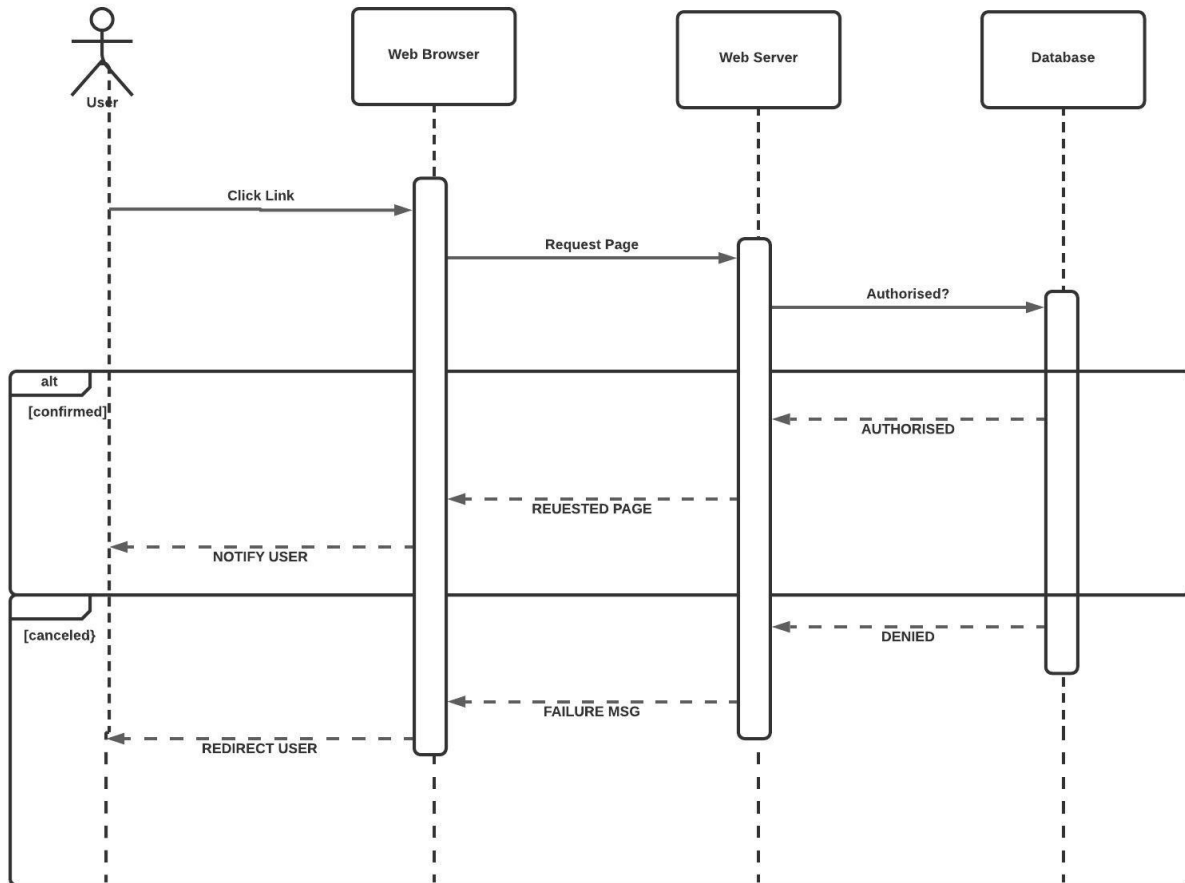 User
Web Browser
Web Server
Database
Click Link
Request Page
Authorised?
alt
[confirmed]
AUTHORISED
REUESTED PAGE
NOTIFY USER
[canceled}
DENIED
FAILURE MSG
REDIRECT USER